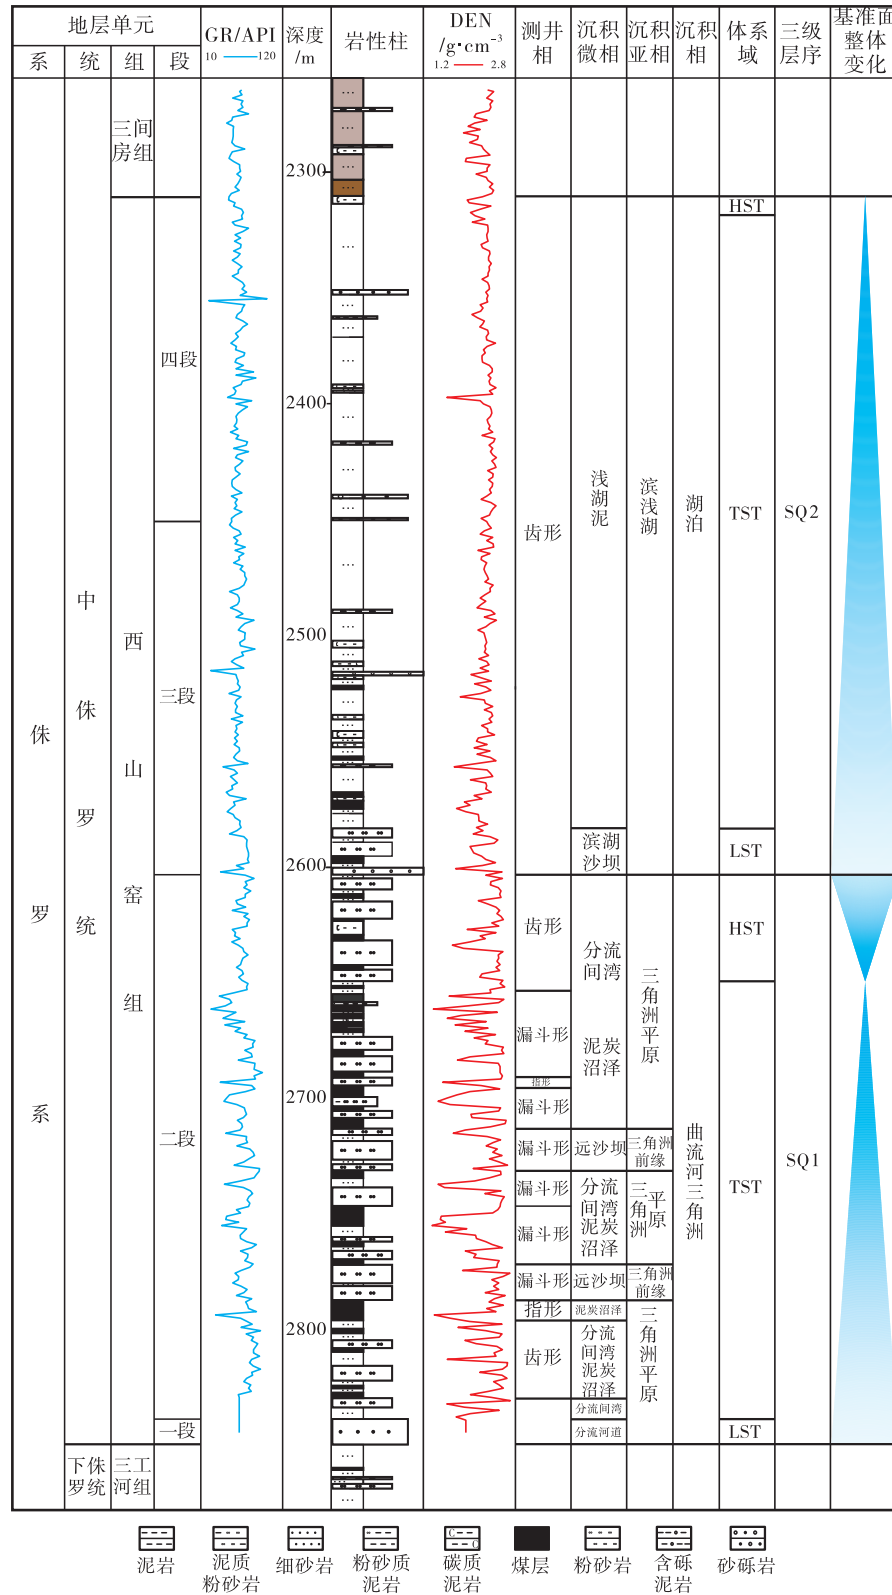 地层单元
系
统
组
段
GR/API
10
120
深度
/m
岩性柱
DEN
/g·cm⁻³
1.2
2.8
测井
相
沉积
微相
沉积
亚相
沉积
相
体系
域
三级
层序
基准面
整体
变化
侏
罗
系
中
侏
罗
统
下侏
罗统
三间
房组
西
山
窑
组
三工
河组
四段
三段
二段
一段
2300
2400
2500
2600
2700
2800
齿形
齿形
漏斗形
指形
漏斗形
漏斗形
漏斗形
漏斗形
漏斗形
指形
齿形
浅
湖
泥
滨湖
沙坝
分流
间湾
泥炭
沼泽
远沙坝
分流
间湾
泥炭
沼泽
远沙坝
泥炭沼泽
分流
间湾
泥炭
沼泽
分流间湾
分流河道
滨
浅
湖
三
角
洲
平
原
三角洲
前缘
三
角
洲
平
原
三角洲
前缘
三
角
洲
平
原
湖
泊
曲
流
河
三
角
洲
HST
TST
LST
HST
TST
LST
SQ2
SQ1
泥岩
泥质
粉砂岩
细砂岩
粉砂质
泥岩
C
C
碳质
泥岩
煤层
粉砂岩
含砾
泥岩
砂砾岩